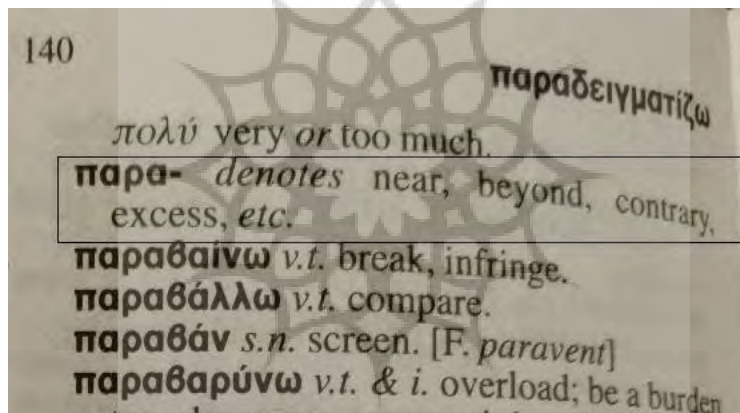 140
παραδειγματίζω
πολύ very or too much.
παρα- denotes near, beyond, contrary,
excess, etc.
παραβαίνω v.t. break, infringe.
παραβάλλω v.t. compare.
παραβάν s.n. screen. [F. paravent]
παραβαρύνω v.t. & i. overload; be a burden